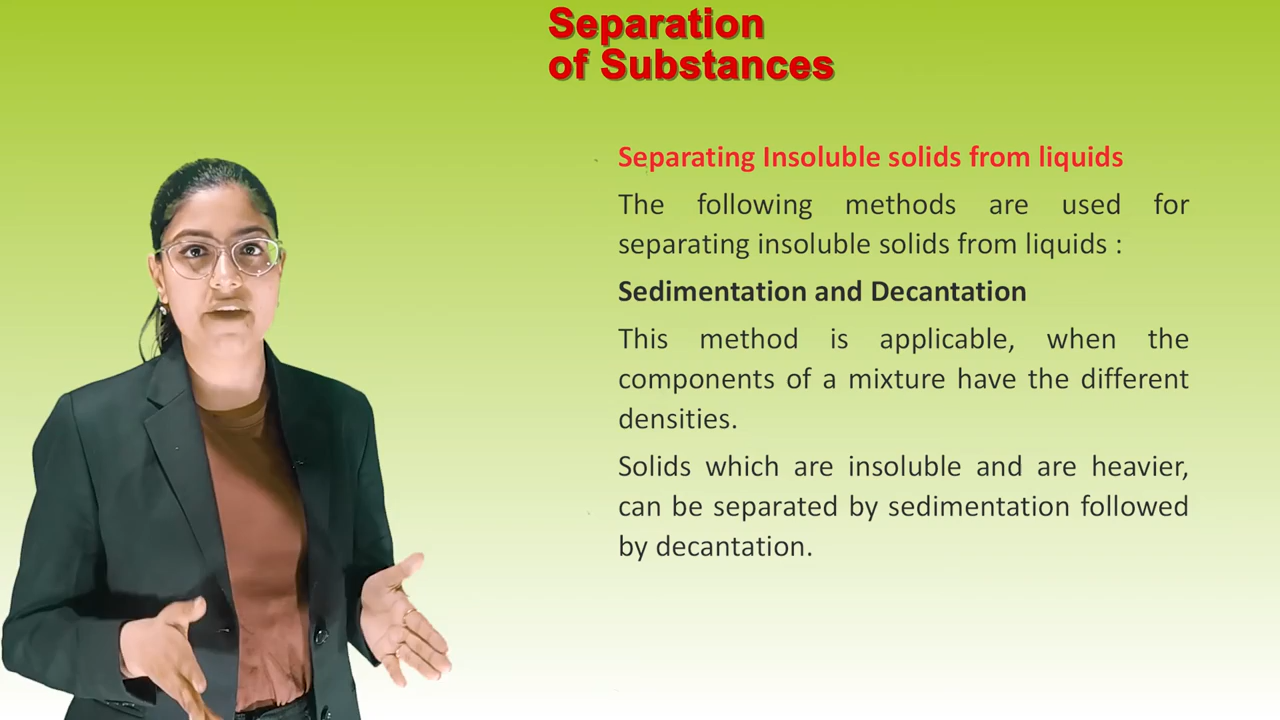 Separation
of Substances
Separating Insoluble solids from liquids
The following methods are used for
separating insoluble solids from liquids :
Sedimentation and Decantation
This method is applicable, when the
components of a mixture have the different
densities.
Solids which are insoluble and are heavier,
can be separated by sedimentation followed
by decantation.